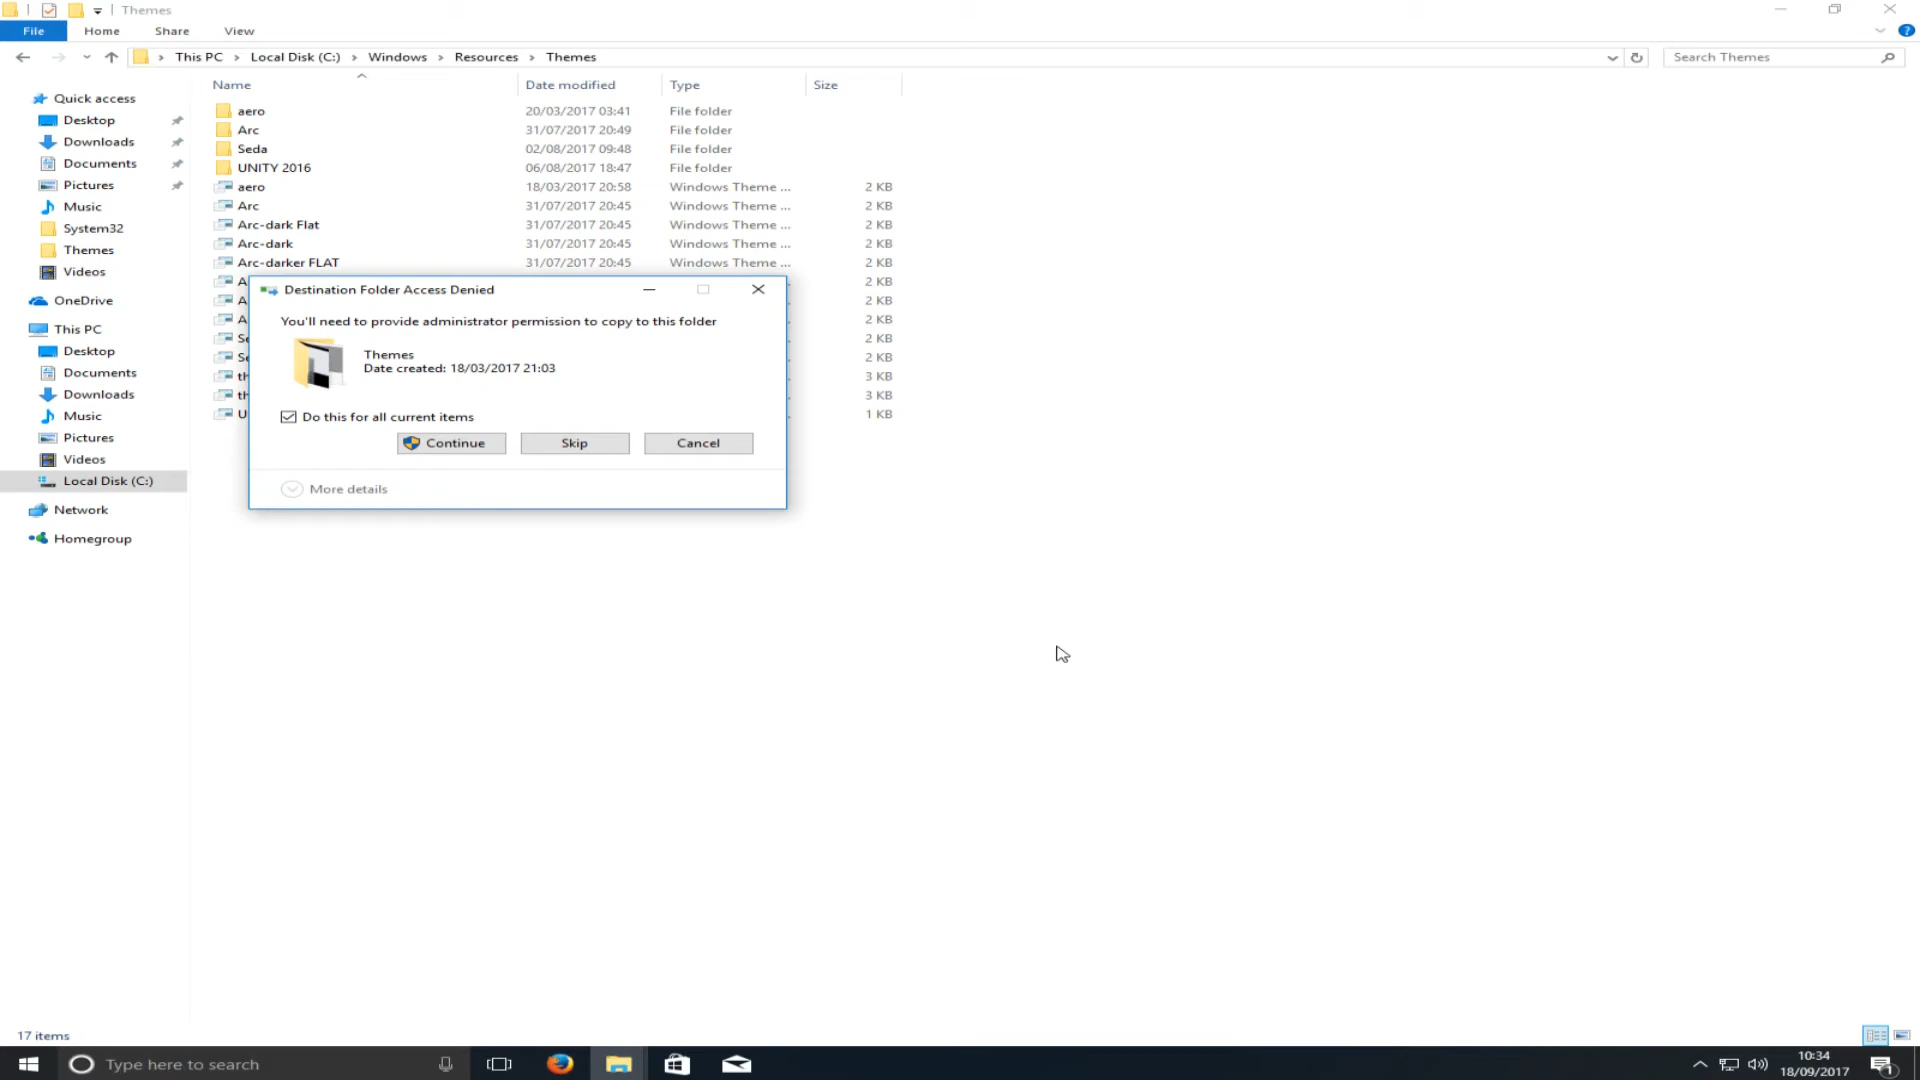 Themes
File Home Share View
This PC Local Disk (C:) Windows Resources Themes Search Themes
Name Date modified Type Size
Quick access
Desktop
Downloads
Documents
Pictures
Music
System32
Themes
Videos
OneDrive
This PC
Desktop
Documents
Downloads
Music
Pictures
Videos
Local Disk (C:)
Network
Homegroup
aero 20/03/2017 03:41 File folder
Arc 31/07/2017 20:49 File folder
Seda 02/08/2017 09:48 File folder
UNITY 2016 06/08/2017 18:47 File folder
aero 18/03/2017 20:58 Windows Theme ... 2 KB
Arc 31/07/2017 20:45 Windows Theme ... 2 KB
Arc-dark Flat 31/07/2017 20:45 Windows Theme ... 2 KB
Arc-dark 31/07/2017 20:45 Windows Theme ... 2 KB
Arc-darker FLAT 31/07/2017 20:45 Windows Theme ... 2 KB
2 KB
2 KB
2 KB
2 KB
2 KB
3 KB
3 KB
1 KB
Destination Folder Access Denied
You'll need to provide administrator permission to copy to this folder
Themes
Date created: 18/03/2017 21:03
Do this for all current items
Continue Skip Cancel
More details
17 items
Type here to search
10:34
18/09/2017